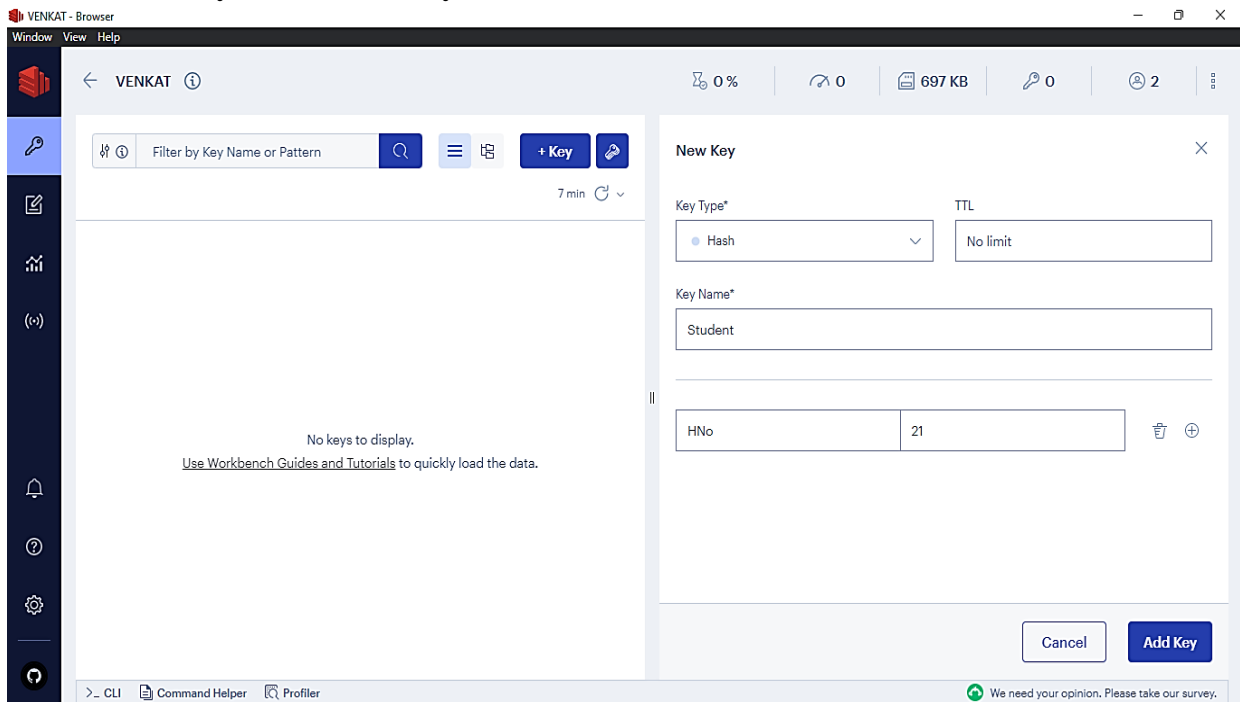 VENKAT - Browser
Window View Help
VENKAT
0 %
0
697 KB
0
2
Filter by Key Name or Pattern
+ Key
7 min
No keys to display.
Use Workbench Guides and Tutorials to quickly load the data.
New Key
Key Type*
TTL
Hash
No limit
Key Name*
Student
HNo
21
Cancel
Add Key
>_ CLI
Command Helper
Profiler
We need your opinion. Please take our survey.